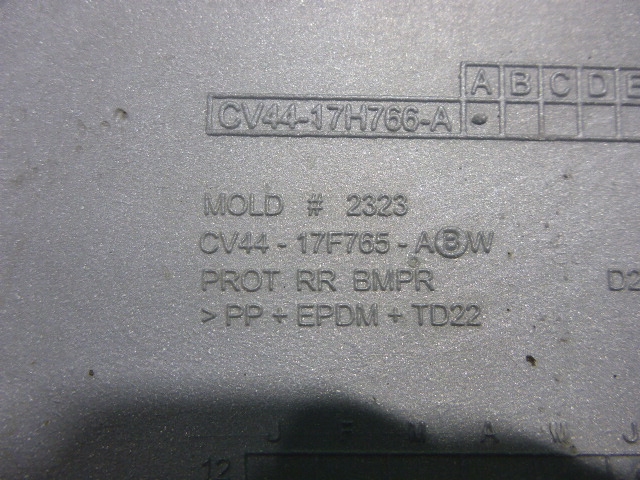 A B C D E
CV44-17H766-A
MOLD # 2323
CV44 - 17F765 - A B W
PROT RR BMPR D2
> PP + EPDM + TD22
J F M A W J
12